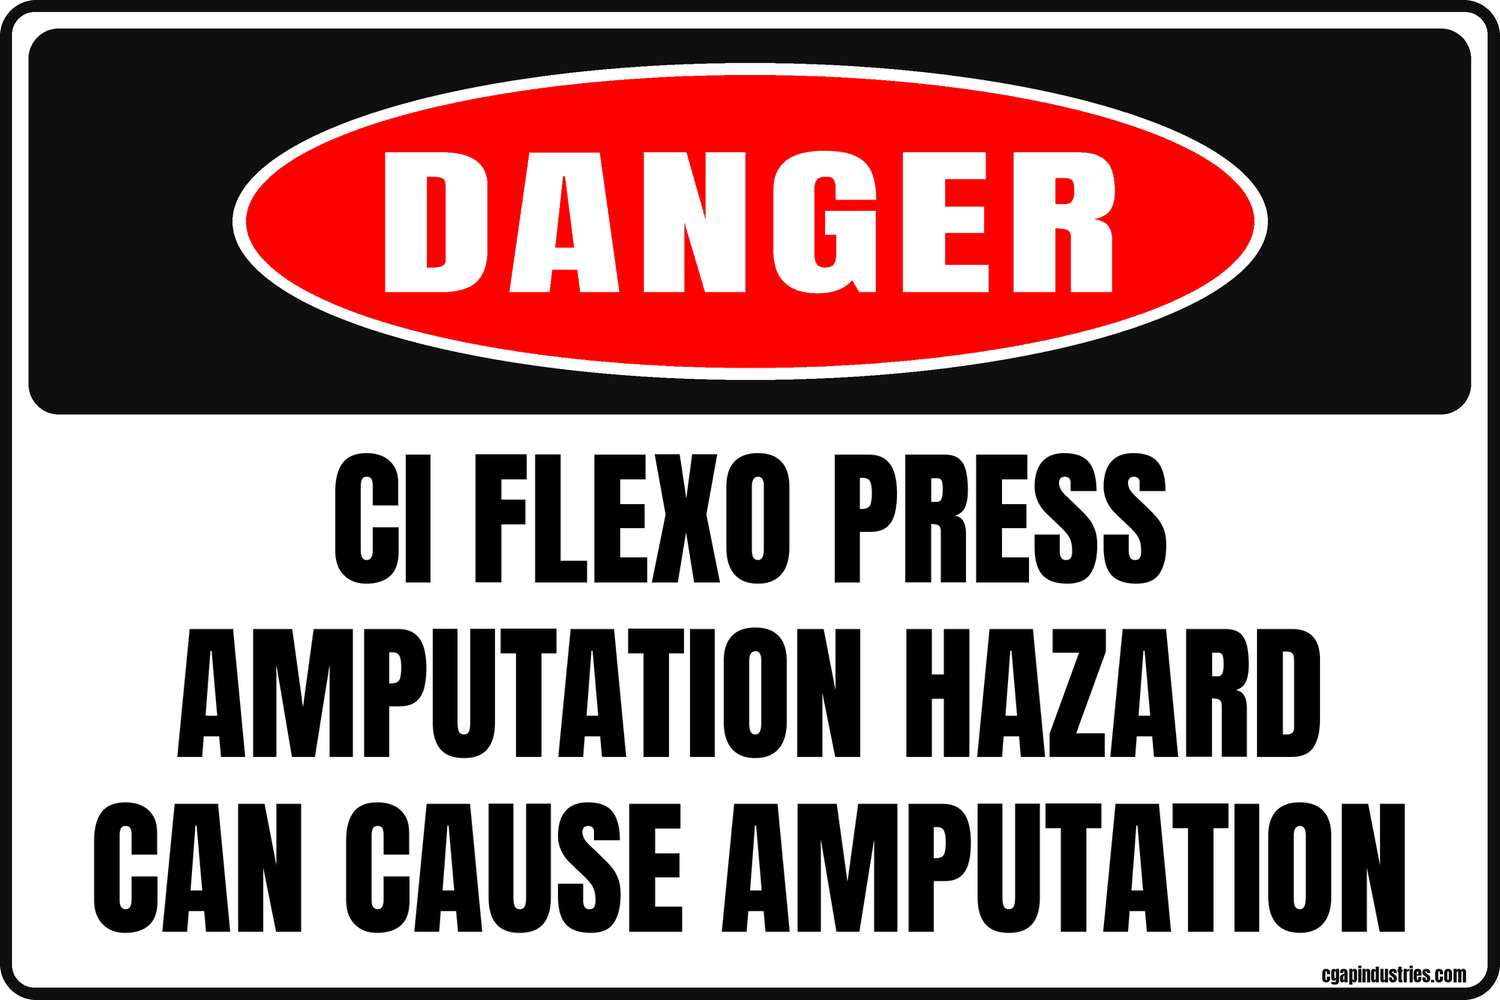 DANGER
CI FLEXO PRESS
AMPUTATION HAZARD
CAN CAUSE AMPUTATION
cgapindustries.com